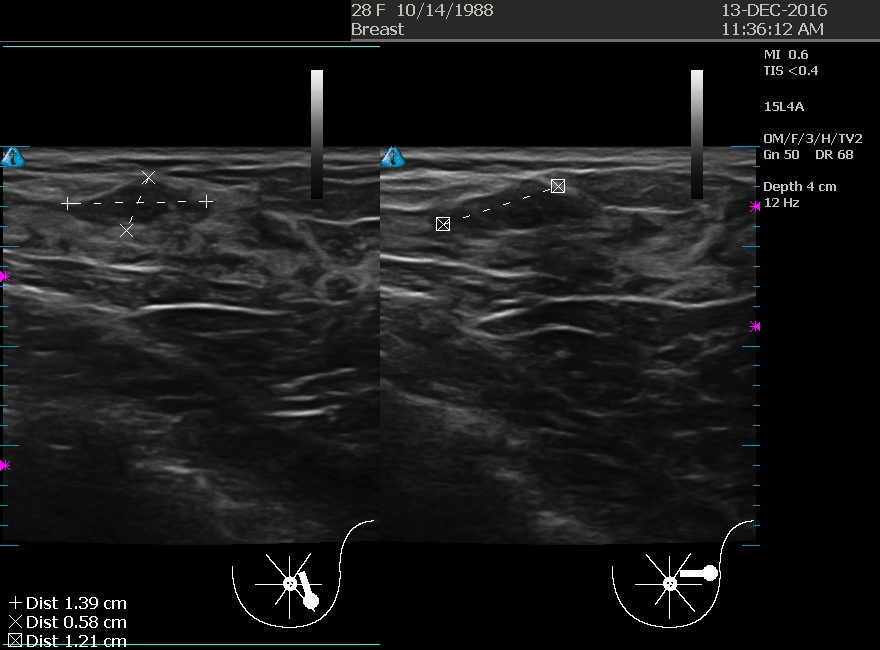 28 F 10/14/1988
13-DEC-2016
Breast
11:36:12 AM
MI 0.6
TIS <0.4
15L4A
OM/F/3/H/TV2
Gn 50 DR 68
Depth 4 cm
12 Hz
Dist 1.39 cm
Dist 0.58 cm
Dist 1.21 cm